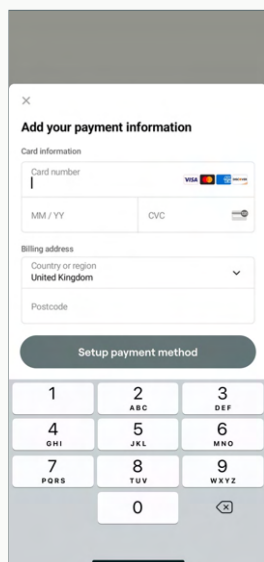 Add your payment information
Card information
Card number
VISA
MM / YY
CVC
Billing address
Country or region
United Kingdom
Postcode
Setup payment method
1
2
ABC
3
DEF
4
GHI
5
JKL
6
MNO
7
PQRS
8
TUV
9
WXYZ
0